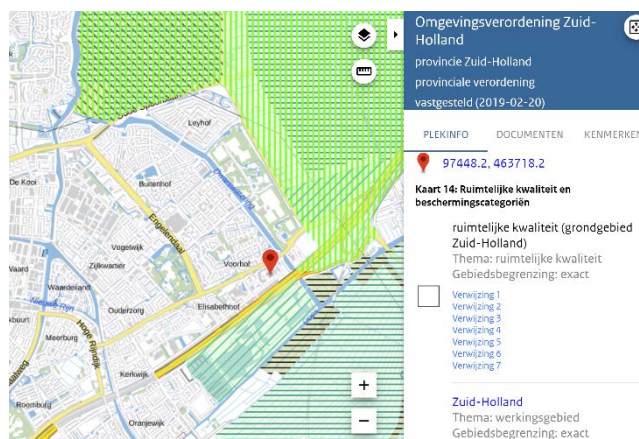 Omgevingsverordening Zuid-
Holland
provincie Zuid-Holland
provinciale verordening
vastgesteld (2019-02-20)
PLEKINFO DOCUMENTEN KENMERKEN
97448.2, 463718.2
Kaart 14: Ruimtelijke kwaliteit en
beschermingscategoriën
ruimtelijke kwaliteit (grondgebied
Zuid-Holland)
Thema: ruimtelijke kwaliteit
Gebiedsbegrenzing: exact
Verwijzing 1
Verwijzing 2
Verwijzing 3
Verwijzing 4
Verwijzing 5
Verwijzing 6
Verwijzing 7
Zuid-Holland
Thema: werkingsgebied
Gebiedsbegrenzing: exact
Leyhof
De Kooi
Buitenhof
Dwarswatering
Engelendaal
Vogelwijk
Voorhof
Zijlkwartier
Waard
Waardeiland
Nieuwe Rijn
Ouderzorg
Elisabethhof
Meerburg
Hoge Rijndijk
Kerkwijk
Roomburg
Oranjewijk
+
−